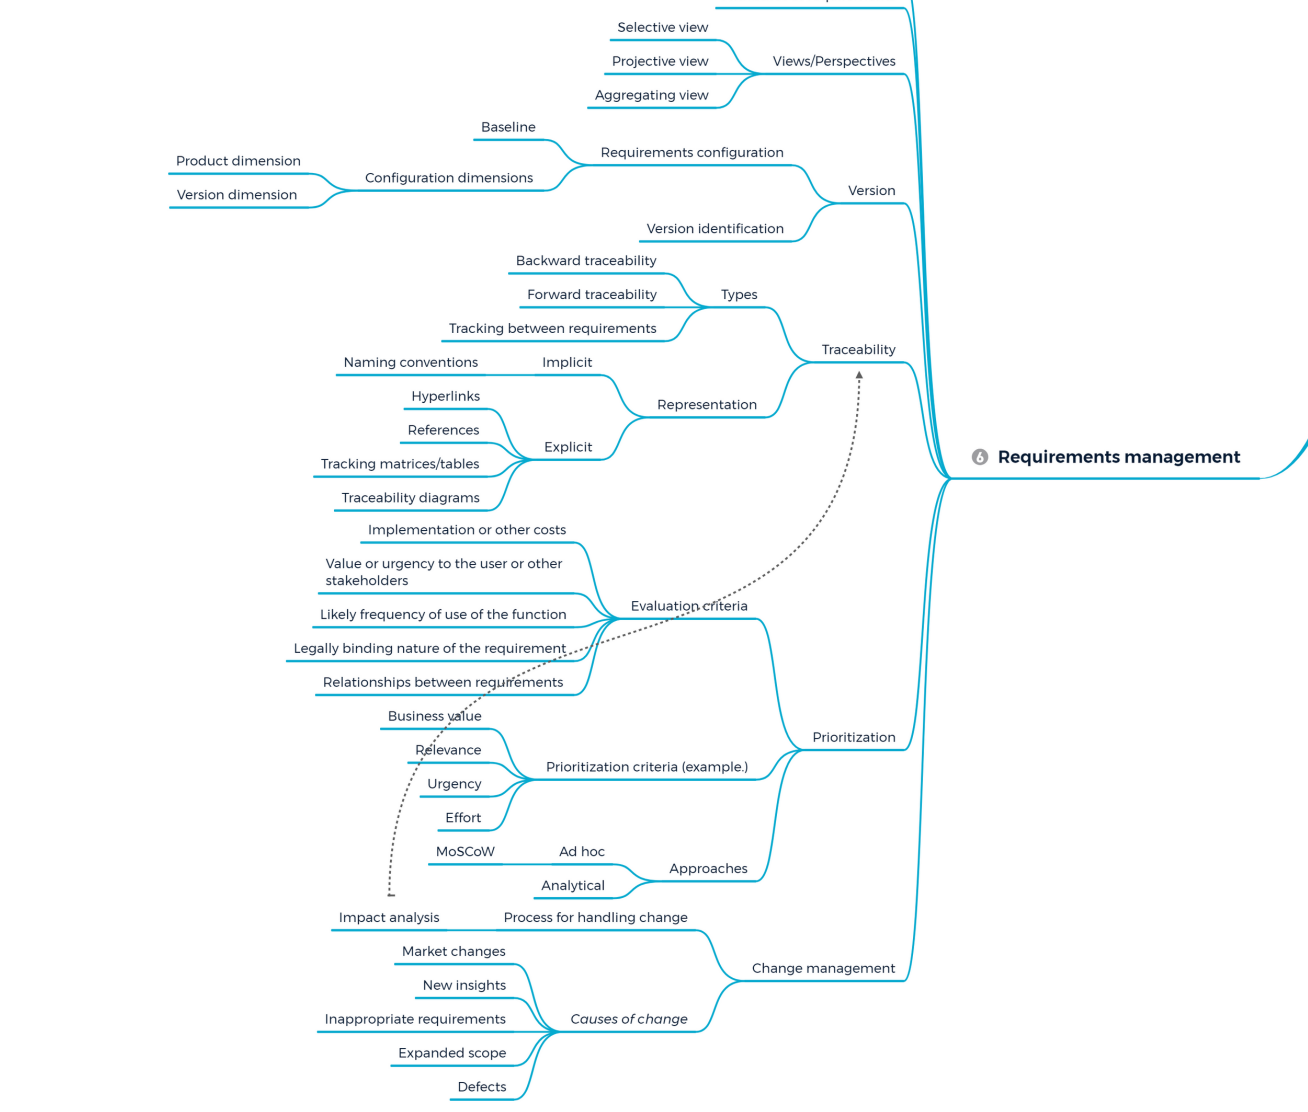 Selective view
Projective view
Views/Perspectives
Aggregating view
Baseline
Requirements configuration
Product dimension
Configuration dimensions
Version dimension
Version
Version identification
Backward traceability
Forward traceability
Types
Tracking between requirements
Traceability
Naming conventions
Implicit
Hyperlinks
Representation
References
Explicit
Tracking matrices/tables
Traceability diagrams
6 Requirements management
Implementation or other costs
Value or urgency to the user or other
stakeholders
Evaluation criteria
Likely frequency of use of the function
Legally binding nature of the requirement
Relationships between requirements
Business value
Prioritization
Relevance
Prioritization criteria (example.)
Urgency
Effort
MoSCoW
Ad hoc
Approaches
Analytical
Impact analysis
Process for handling change
Market changes
Change management
New insights
Inappropriate requirements
Causes of change
Expanded scope
Defects